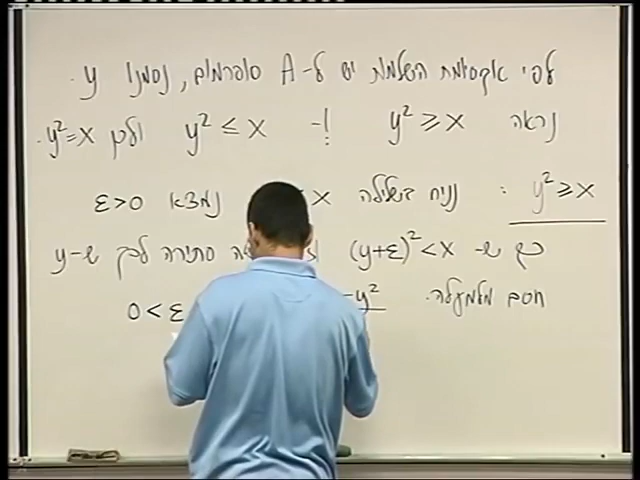 לפי אקסיומת השלמות יש ל-A סופרמום, נסמנו y.
נראה y² ≥ x ו- y² ≤ x ולכן y² = x.
y² ≥ x : נניח בשלילה x נמצא ε > 0
כך ש- (y+ε)² < x סתירה לכך ש-y
חסם מלמעלה. -y² 0 < ε